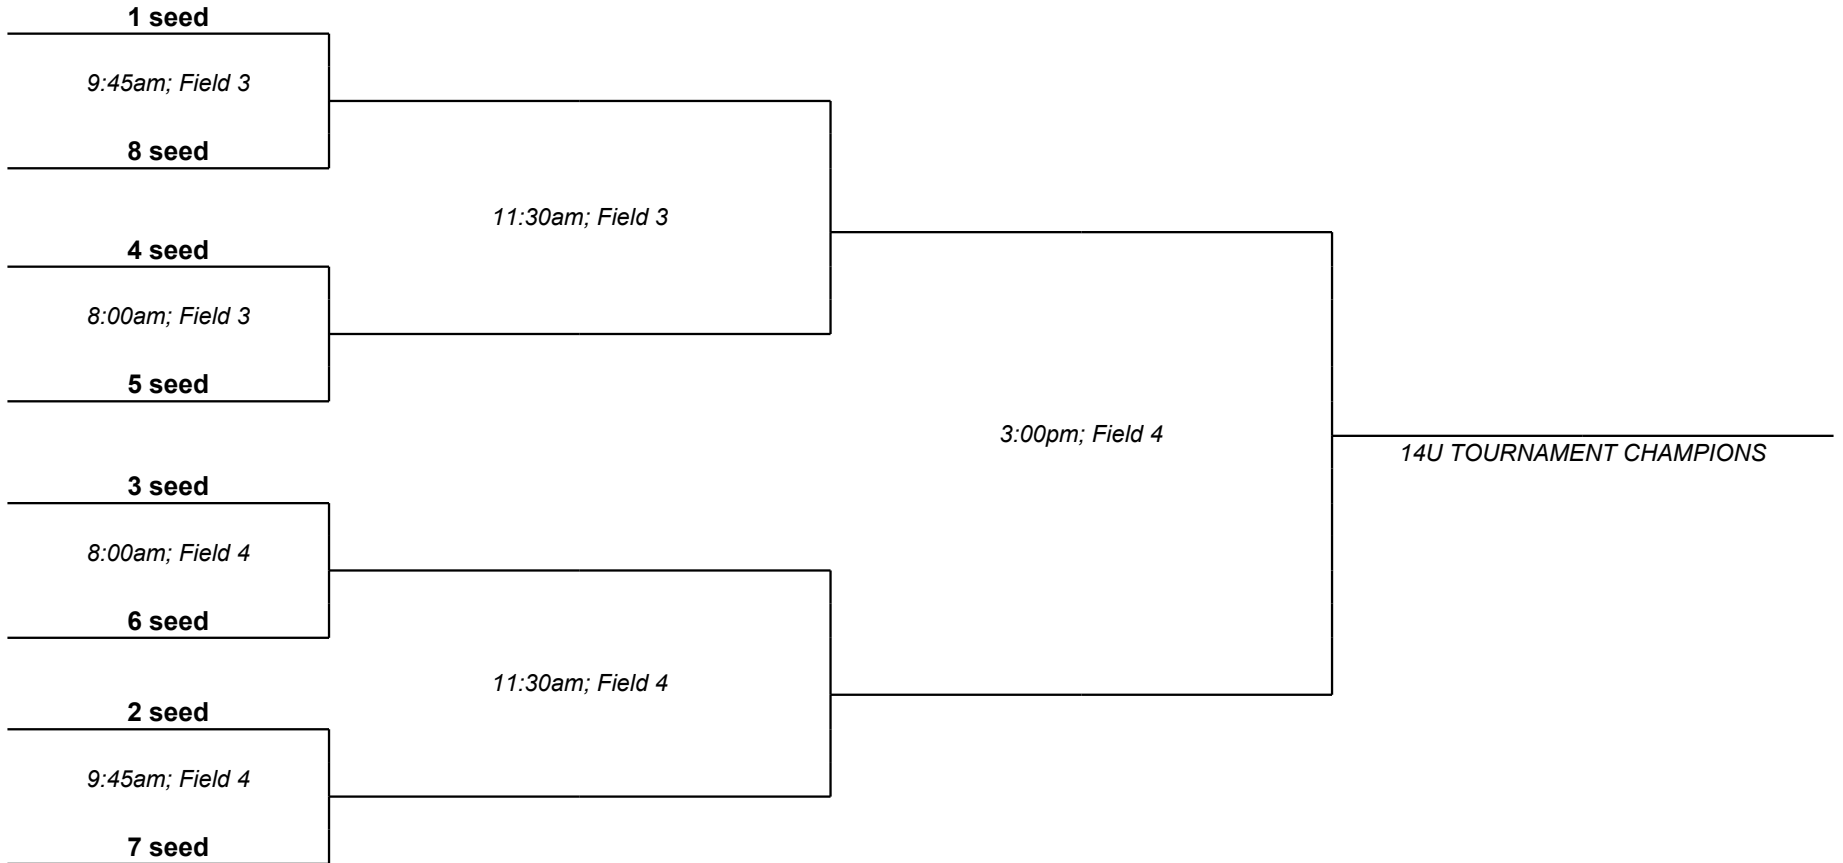 1 seed
9:45am; Field 3
8 seed
11:30am; Field 3
4 seed
8:00am; Field 3
5 seed
3:00pm; Field 4
14U TOURNAMENT CHAMPIONS
3 seed
8:00am; Field 4
6 seed
11:30am; Field 4
2 seed
9:45am; Field 4
7 seed